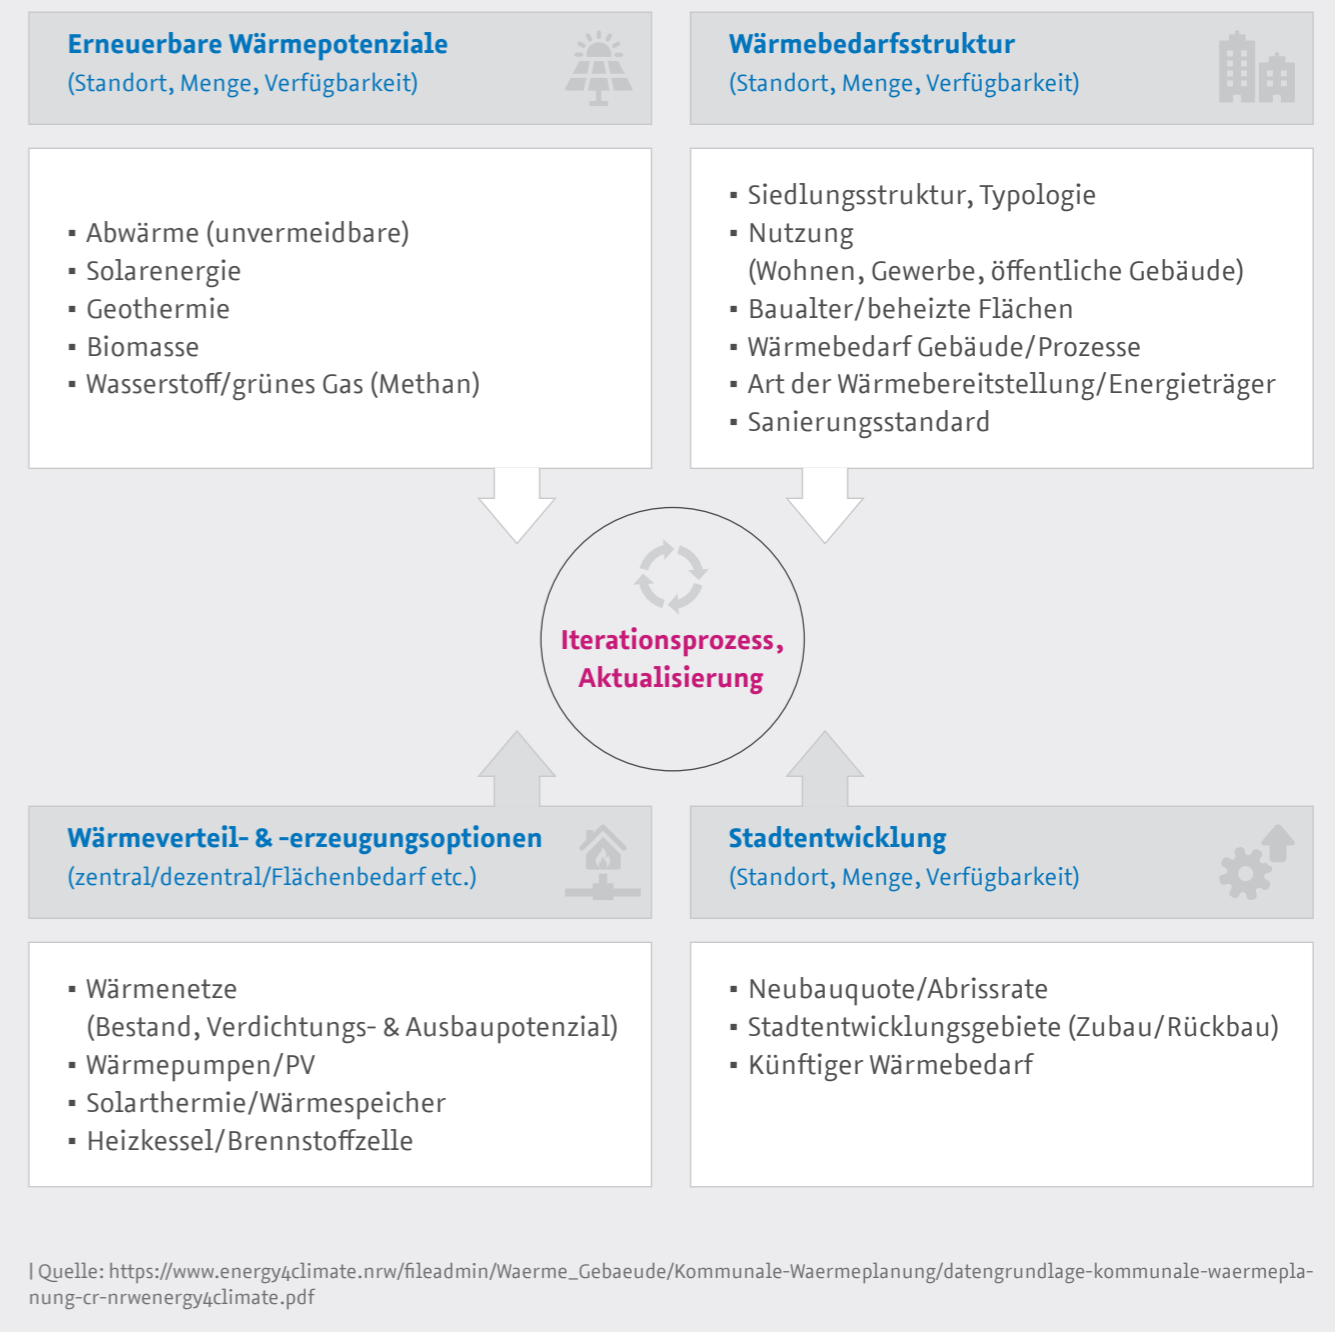 Erneuerbare Wärmepotenziale
(Standort, Menge, Verfügbarkeit)
▪ Abwärme (unvermeidbare)
▪ Solarenergie
▪ Geothermie
▪ Biomasse
▪ Wasserstoff/grünes Gas (Methan)
Wärmebedarfsstruktur
(Standort, Menge, Verfügbarkeit)
▪ Siedlungsstruktur, Typologie
▪ Nutzung
(Wohnen, Gewerbe, öffentliche Gebäude)
▪ Baualter/beheizte Flächen
▪ Wärmebedarf Gebäude/Prozesse
▪ Art der Wärmebereitstellung/Energieträger
▪ Sanierungsstandard
Iterationsprozess,
Aktualisierung
Wärmeverteil- & -erzeugungsoptionen
(zentral/dezentral/Flächenbedarf etc.)
▪ Wärmenetze
(Bestand, Verdichtungs- & Ausbaupotenzial)
▪ Wärmepumpen/PV
▪ Solarthermie/Wärmespeicher
▪ Heizkessel/Brennstoffzelle
Stadtentwicklung
(Standort, Menge, Verfügbarkeit)
▪ Neubauquote/Abrissrate
▪ Stadtentwicklungsgebiete (Zubau/Rückbau)
▪ Künftiger Wärmebedarf
| Quelle: https://www.energy4climate.nrw/fileadmin/Waerme_Gebaeude/Kommunale-Waermeplanung/datengrundlage-kommunale-waermepla-
nung-cr-nrwenergy4climate.pdf